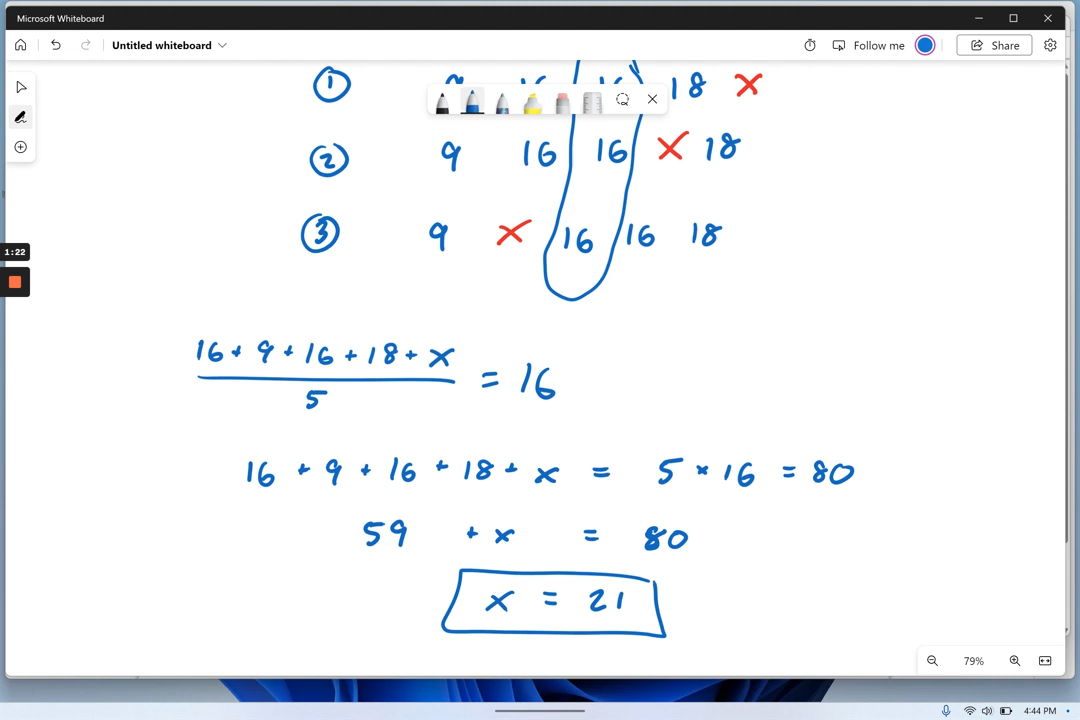 Microsoft Whiteboard
Untitled whiteboard
Follow me
Share
① 18 x
② 9 16 16 x 18
③ 9 x 16 16 18
1:22
16 + 9 + 16 + 18 + x
5
= 16
16 + 9 + 16 + 18 + x = 5 * 16 = 80
59 + x = 80
x = 21
79%
4:44 PM